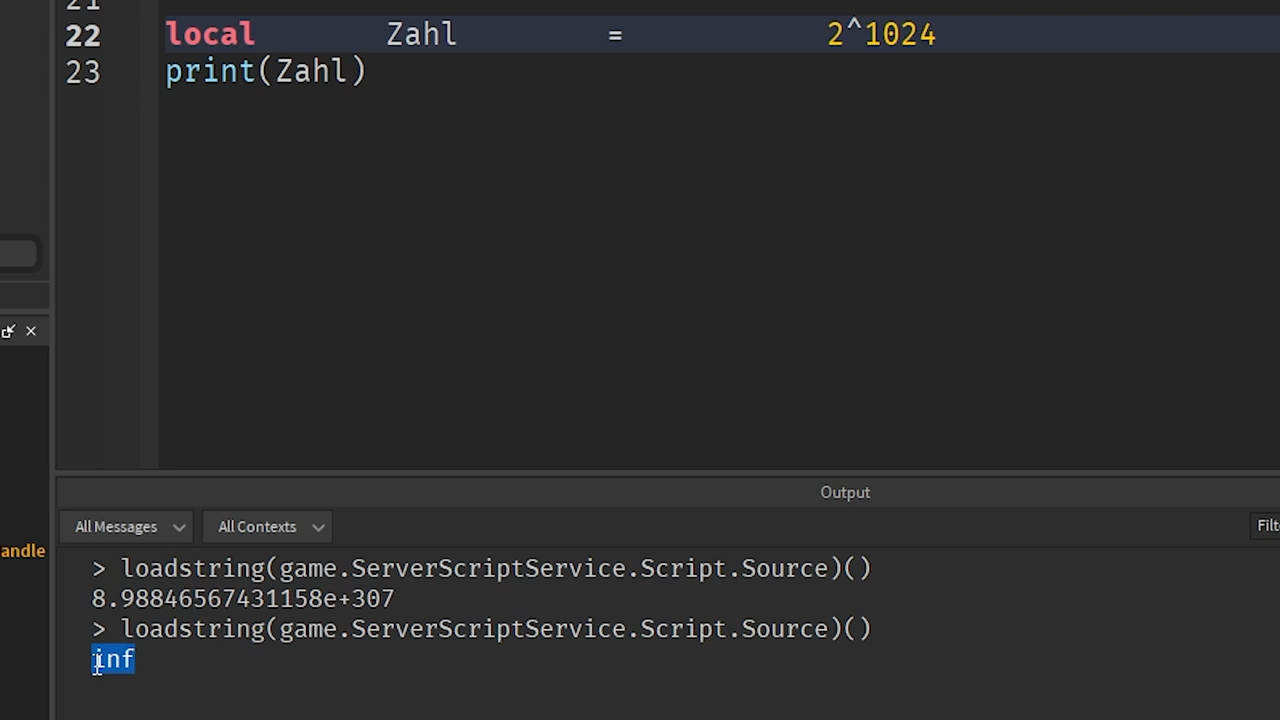 21
22 local Zahl = 2^1024
23 print(Zahl)
Output
All Messages All Contexts
andle
> loadstring(game.ServerScriptService.Script.Source)()
8.98846567431158e+307
> loadstring(game.ServerScriptService.Script.Source)()
inf